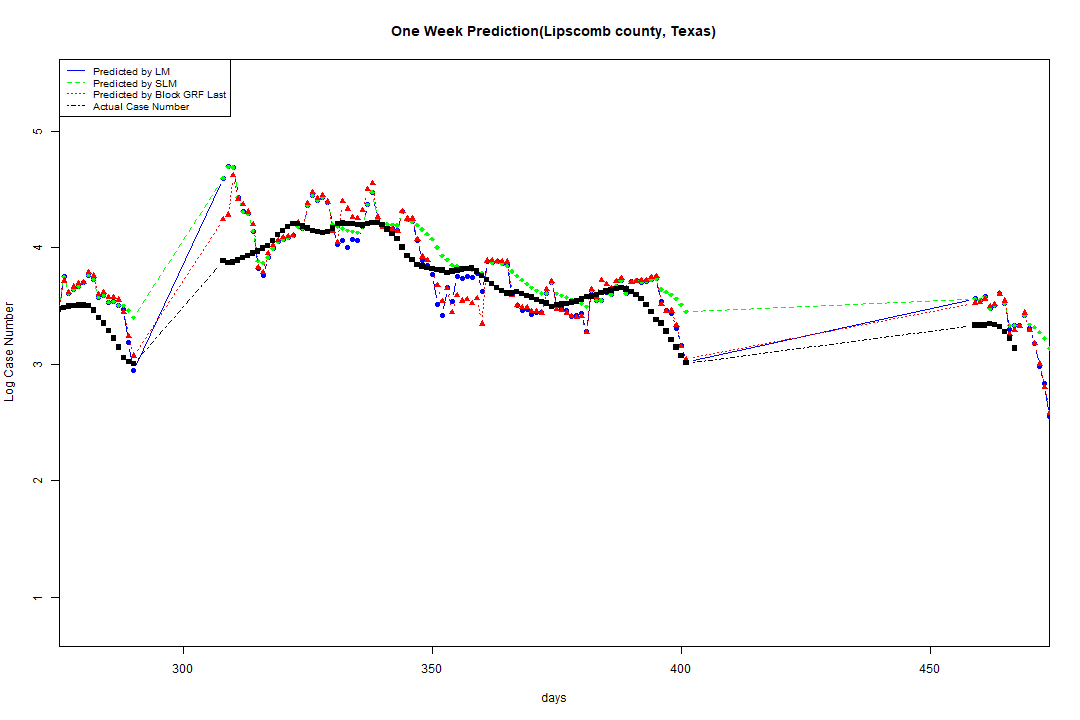 One Week Prediction(Lipscomb county, Texas)
Predicted by LM
Predicted by SLM
Predicted by Block GRF Last
Actual Case Number
5
4
3
2
1
Log Case Number
300 350 400 450
days